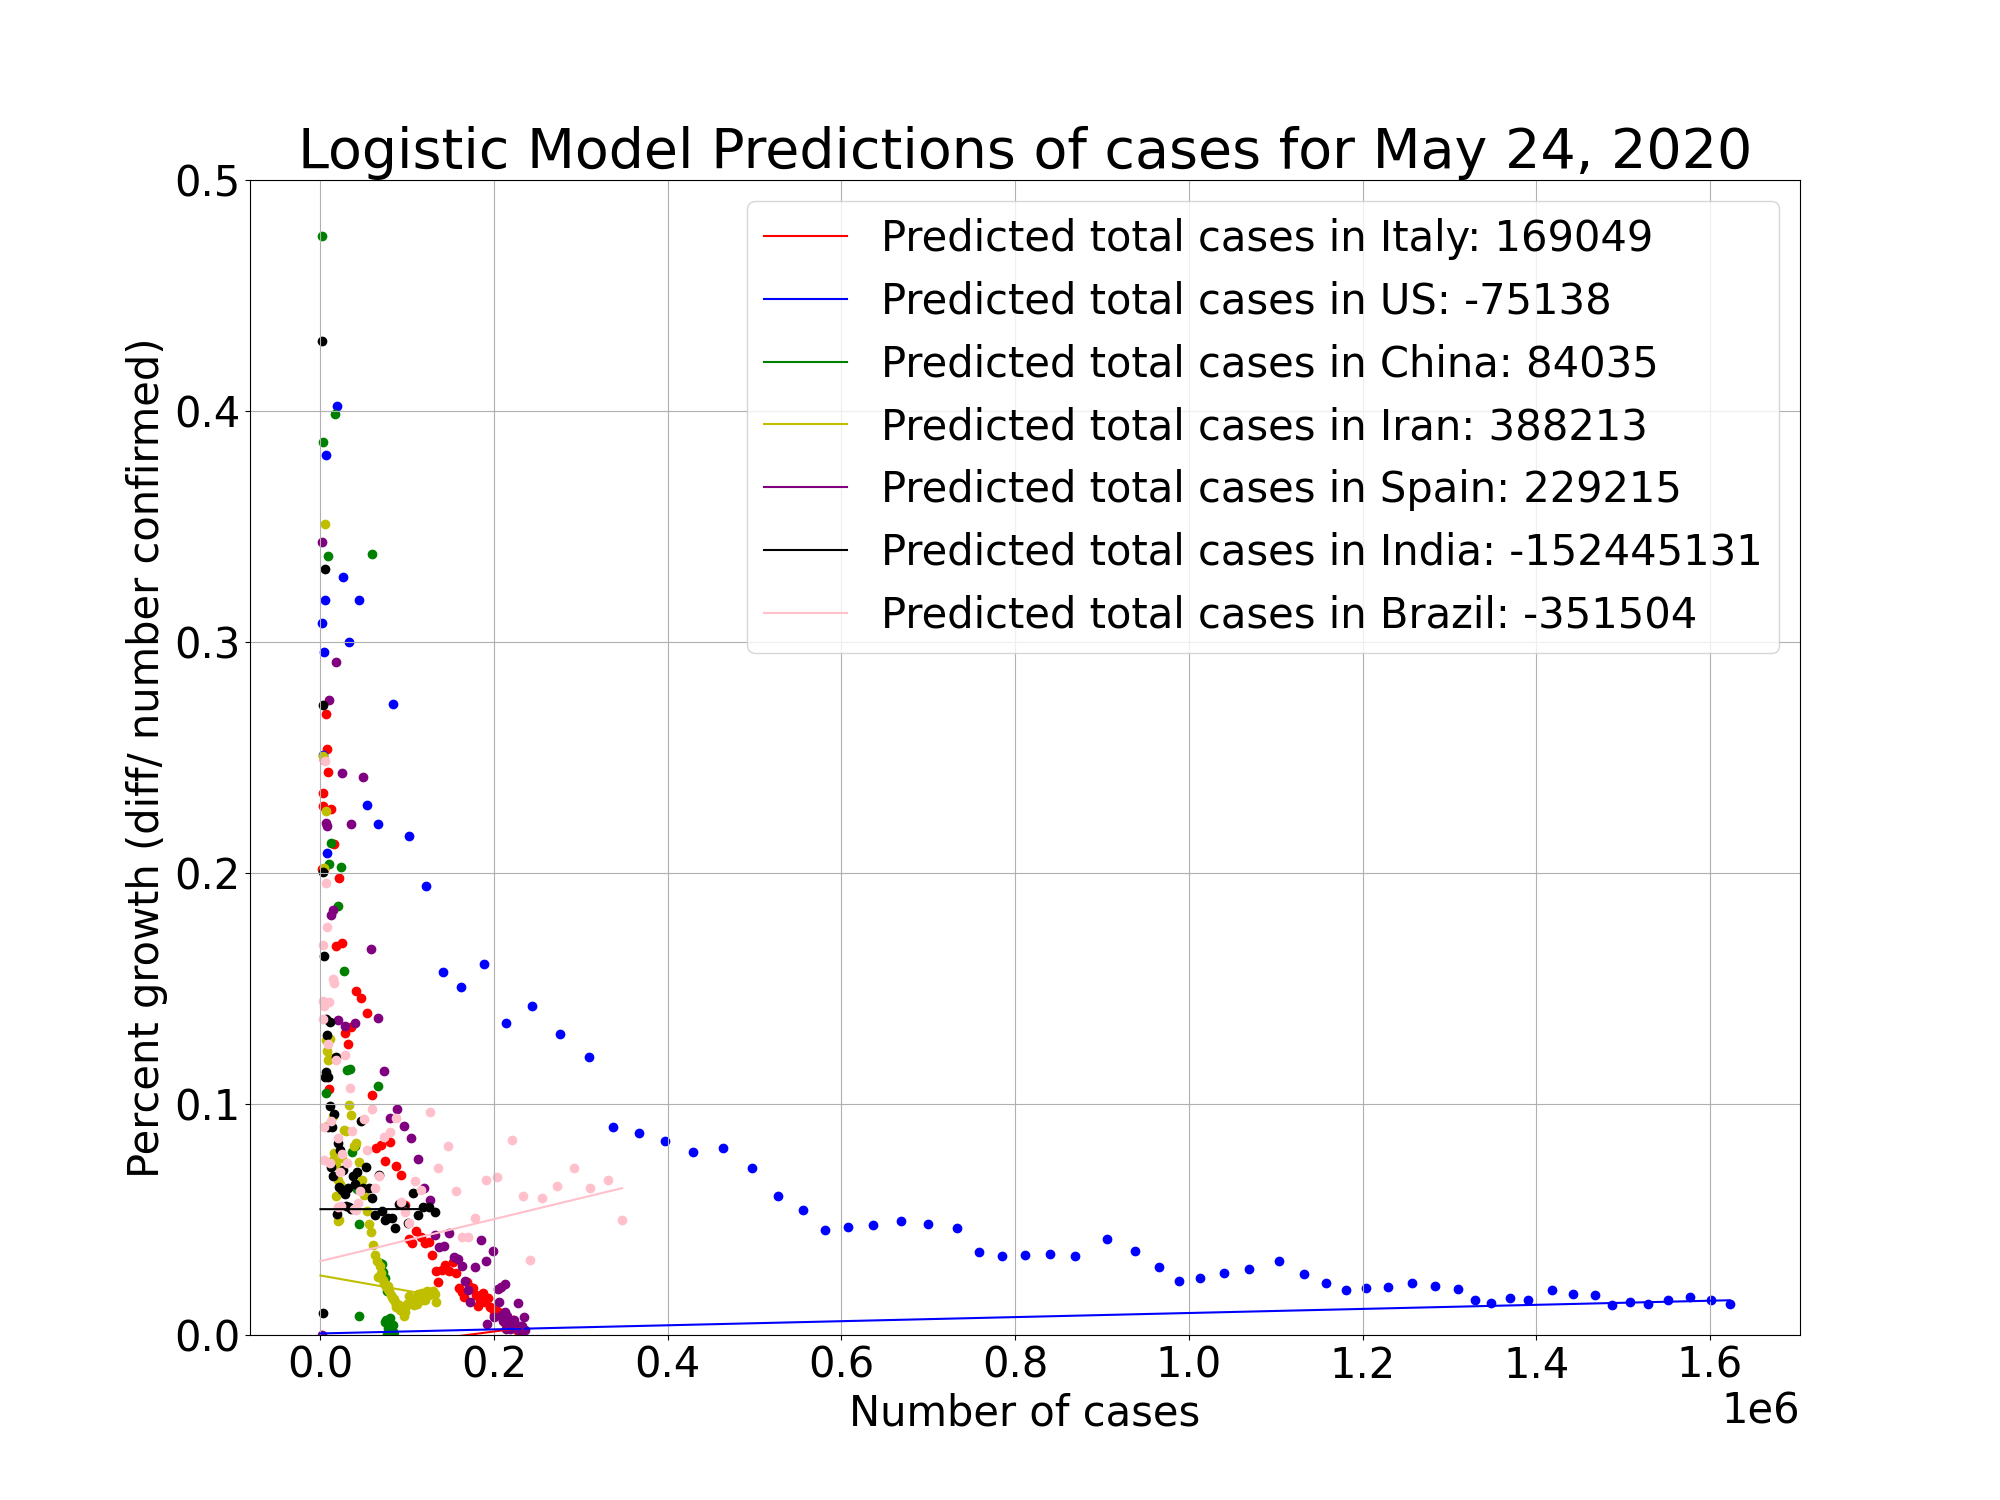 Logistic Model Predictions of cases for May 24, 2020
Percent growth (diff/ number confirmed)
0.5
0.4
0.3
0.2
0.1
0.0
Predicted total cases in Italy: 169049
Predicted total cases in US: -75138
Predicted total cases in China: 84035
Predicted total cases in Iran: 388213
Predicted total cases in Spain: 229215
Predicted total cases in India: -152445131
Predicted total cases in Brazil: -351504
0.0 0.2 0.4 0.6 0.8 1.0 1.2 1.4 1.6
1e6
Number of cases